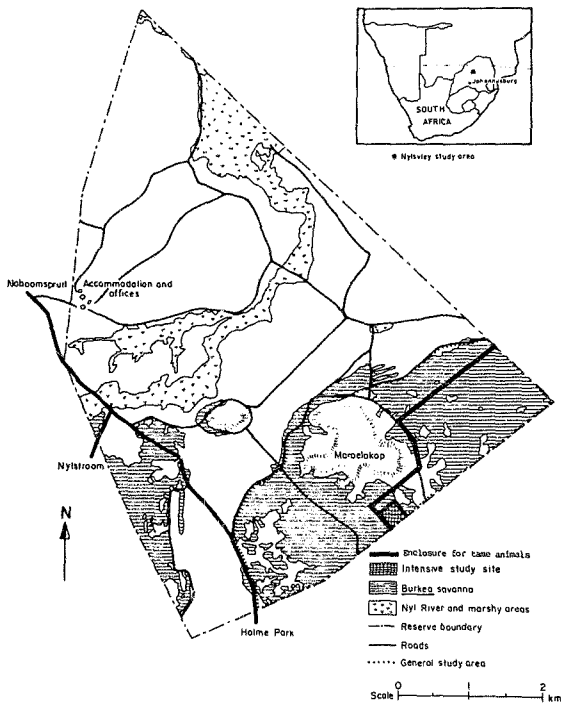 Johannesburg
SOUTH
AFRICA
Nylsvley study area
Naboomspruit
Accommodation and
offices
Nylstroom
Maroelakop
N
Holme Park
Enclosure for tame animals
Intensive study site
Burkea savanna
Nyl River and marshy areas
Reserve boundary
Roads
General study area
Scale
0
1
2
km